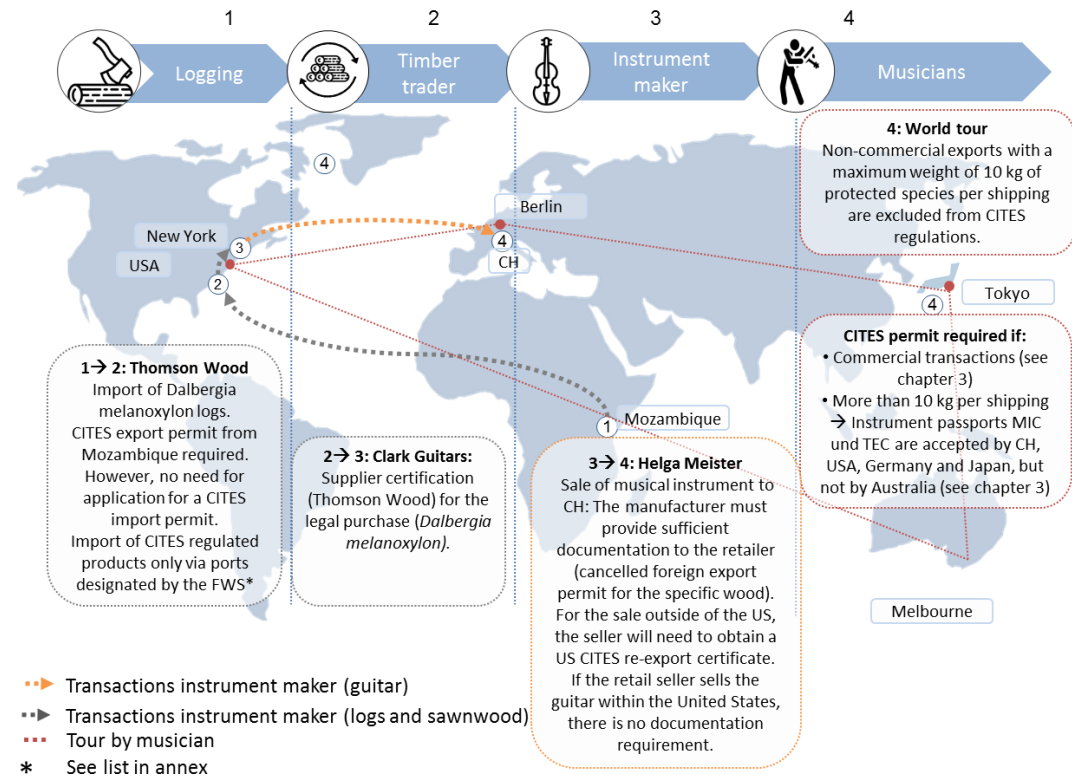 1
2
3
4
Logging
Timber
trader
Instrument
maker
Musicians
4: World tour
Non-commercial exports with a
maximum weight of 10 kg of
protected species per shipping
are excluded from CITES
regulations.
4
Berlin
New York
3
4
USA
CH
2
Tokyo
4
CITES permit required if:
• Commercial transactions (see
chapter 3)
• More than 10 kg per shipping
→ Instrument passports MIC
und TEC are accepted by CH,
USA, Germany and Japan, but
not by Australia (see chapter 3)
1→ 2: Thomson Wood
Import of Dalbergia
melanoxylon logs.
CITES export permit from
Mozambique required.
However, no need for
application for a CITES
import permit.
Import of CITES regulated
products only via ports
designated by the FWS*
Mozambique
1
2→ 3: Clark Guitars:
Supplier certification
(Thomson Wood) for the
legal purchase (Dalbergia
melanoxylon).
3→ 4: Helga Meister
Sale of musical instrument to
CH: The manufacturer must
provide sufficient
documentation to the retailer
(cancelled foreign export
permit for the specific wood).
For the sale outside of the US,
the seller will need to obtain a
US CITES re-export certificate.
If the retail seller sells the
guitar within the United States,
there is no documentation
requirement.
Melbourne
Transactions instrument maker (guitar)
Transactions instrument maker (logs and sawnwood)
Tour by musician
* See list in annex